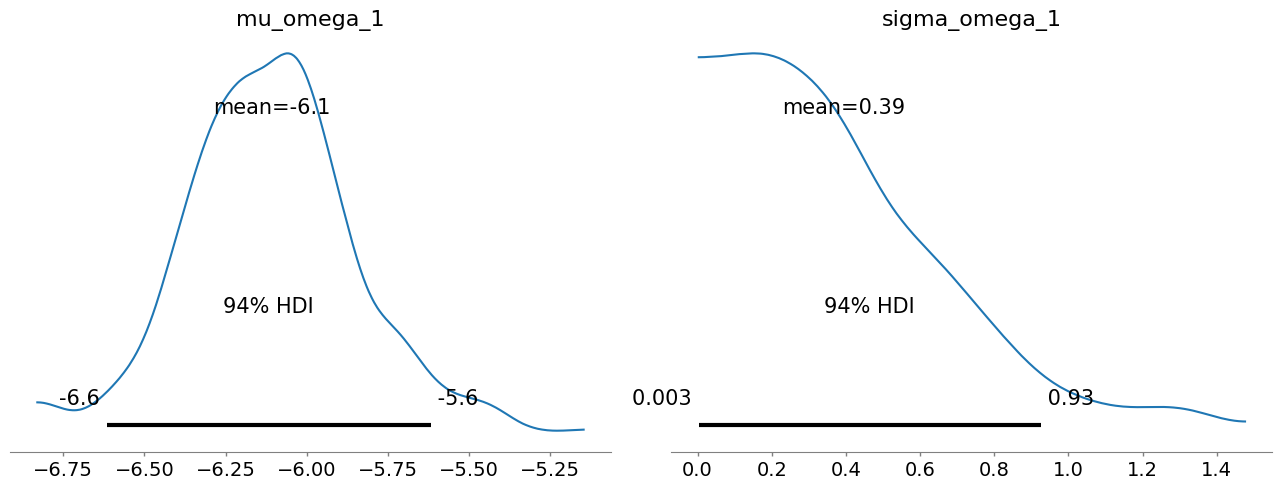 mu_omega_1
mean=-6.1
94% HDI
-6.6
-5.6
−6.75 −6.50 −6.25 −6.00 −5.75 −5.50 −5.25
sigma_omega_1
mean=0.39
94% HDI
0.003
0.93
0.0 0.2 0.4 0.6 0.8 1.0 1.2 1.4